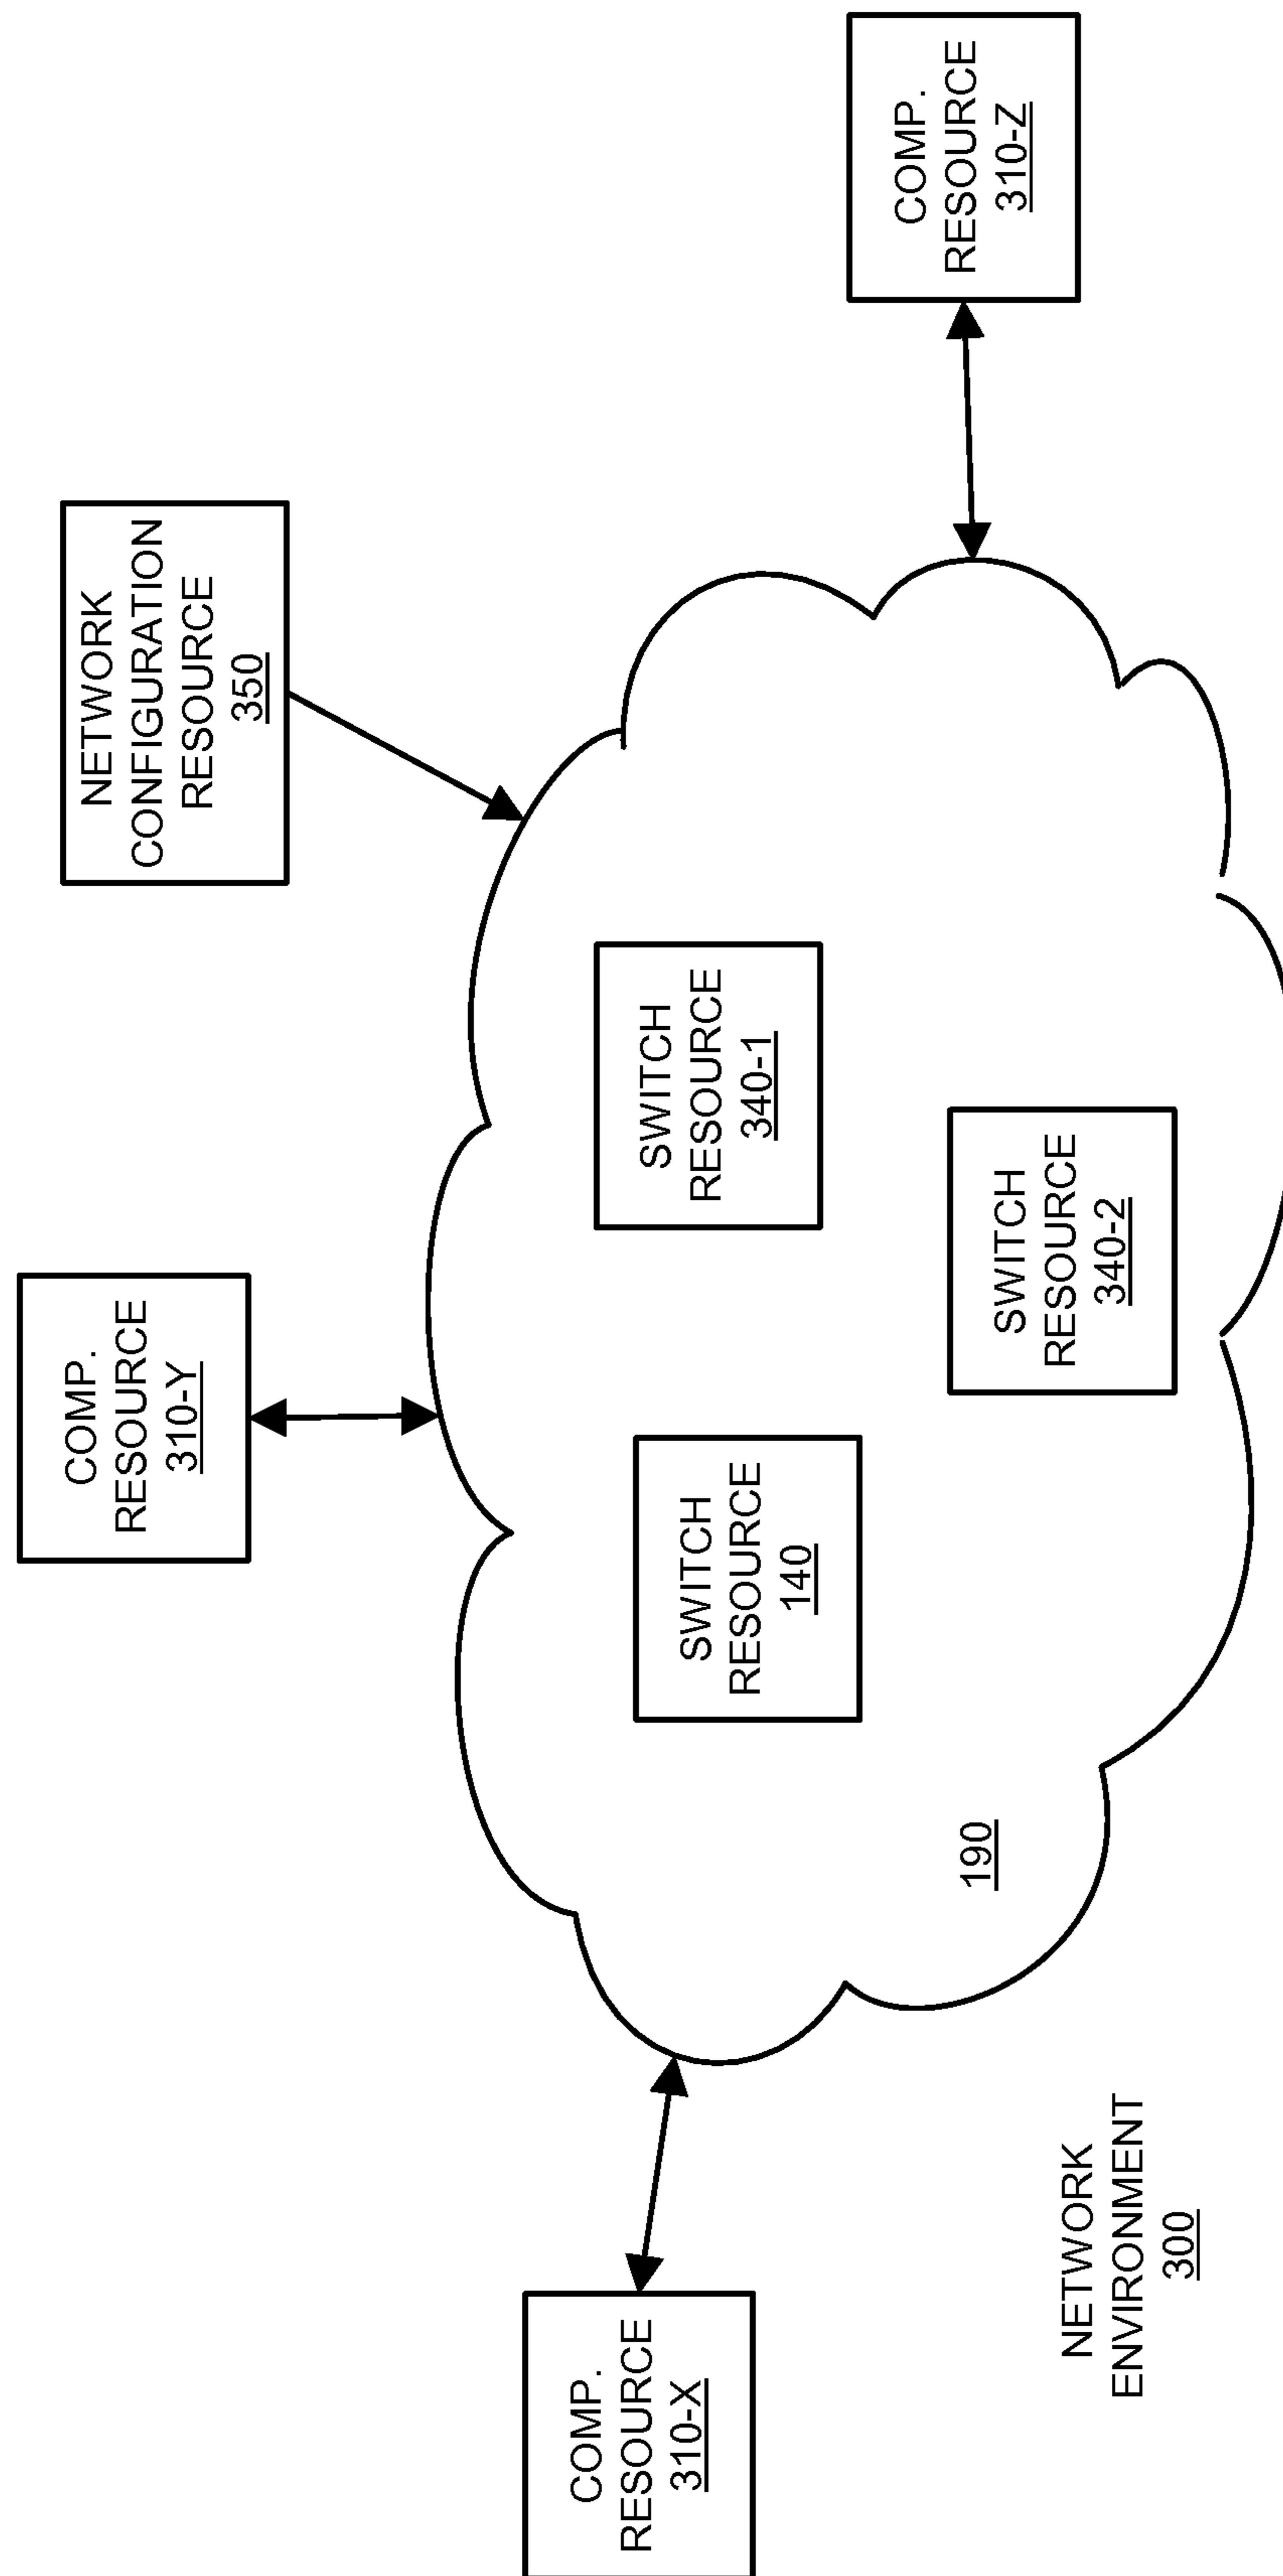 NETWORK
CONFIGURATION
RESOURCE
350
COMP.
RESOURCE
310-Y
COMP.
RESOURCE
310-X
SWITCH
RESOURCE
140
SWITCH
RESOURCE
340-1
SWITCH
RESOURCE
340-2
COMP.
RESOURCE
310-Z
190
NETWORK
ENVIRONMENT
300